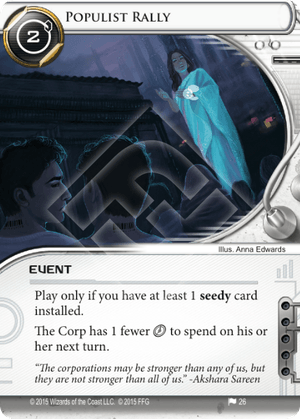 POPULIST RALLY
2
Illus. Anna Edwards
EVENT
Play only if you have at least 1 seedy card
installed.
The Corp has 1 fewer to spend on his or
her next turn.
“The corporations may be stronger than any of us, but
they are not stronger than all of us.” -Akshara Sareen
© 2015 Wizards of the Coast LLC. © 2015 FFG
26